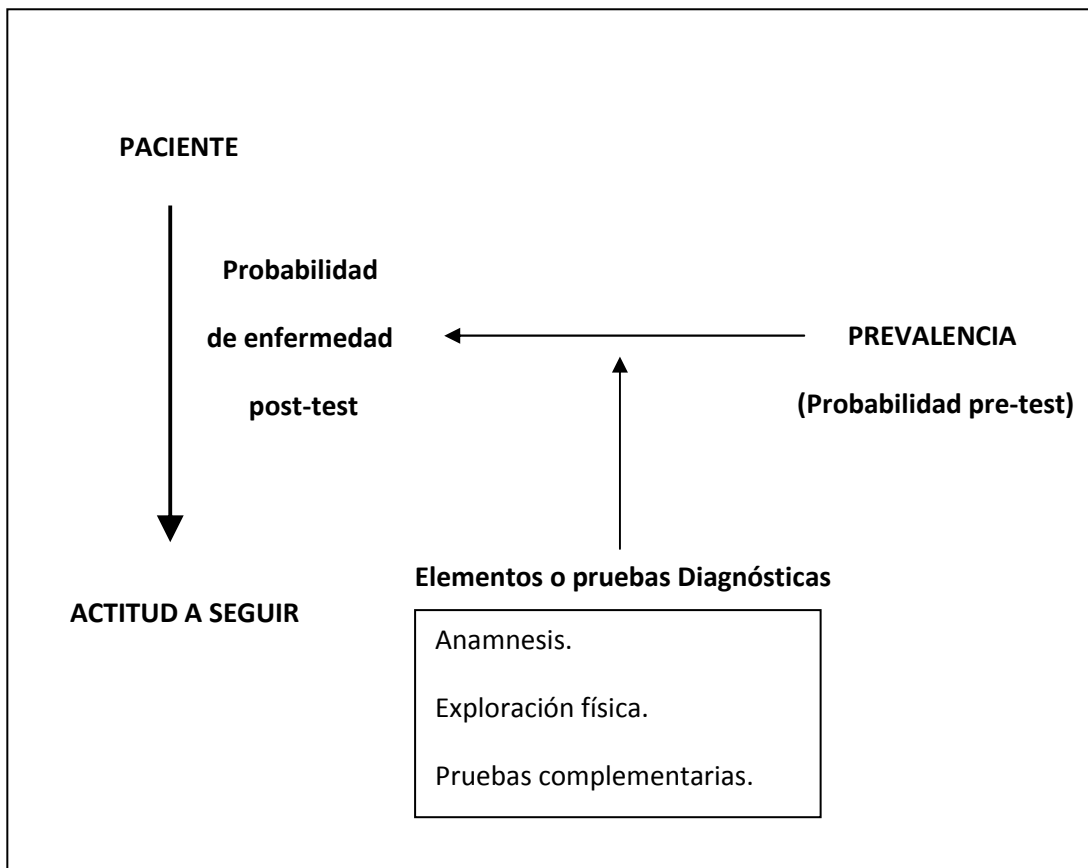 PACIENTE
Probabilidad
de enfermedad
post-test
PREVALENCIA
(Probabilidad pre-test)
Elementos o pruebas Diagnósticas
ACTITUD A SEGUIR
Anamnesis.
Exploración física.
Pruebas complementarias.